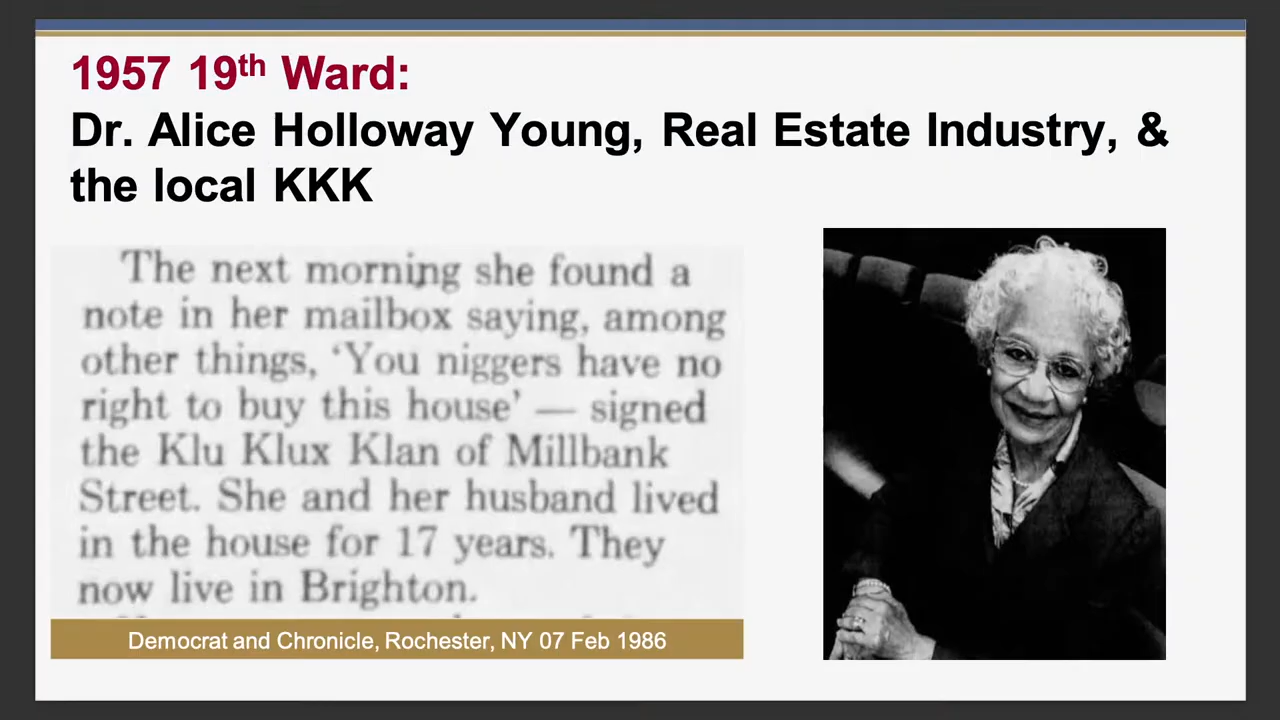 1957 19th Ward:
Dr. Alice Holloway Young, Real Estate Industry, &
the local KKK
The next morning she found a
note in her mailbox saying, among
other things, ‘You niggers have no
right to buy this house’ — signed
the Klu Klux Klan of Millbank
Street. She and her husband lived
in the house for 17 years. They
now live in Brighton.
Democrat and Chronicle, Rochester, NY 07 Feb 1986